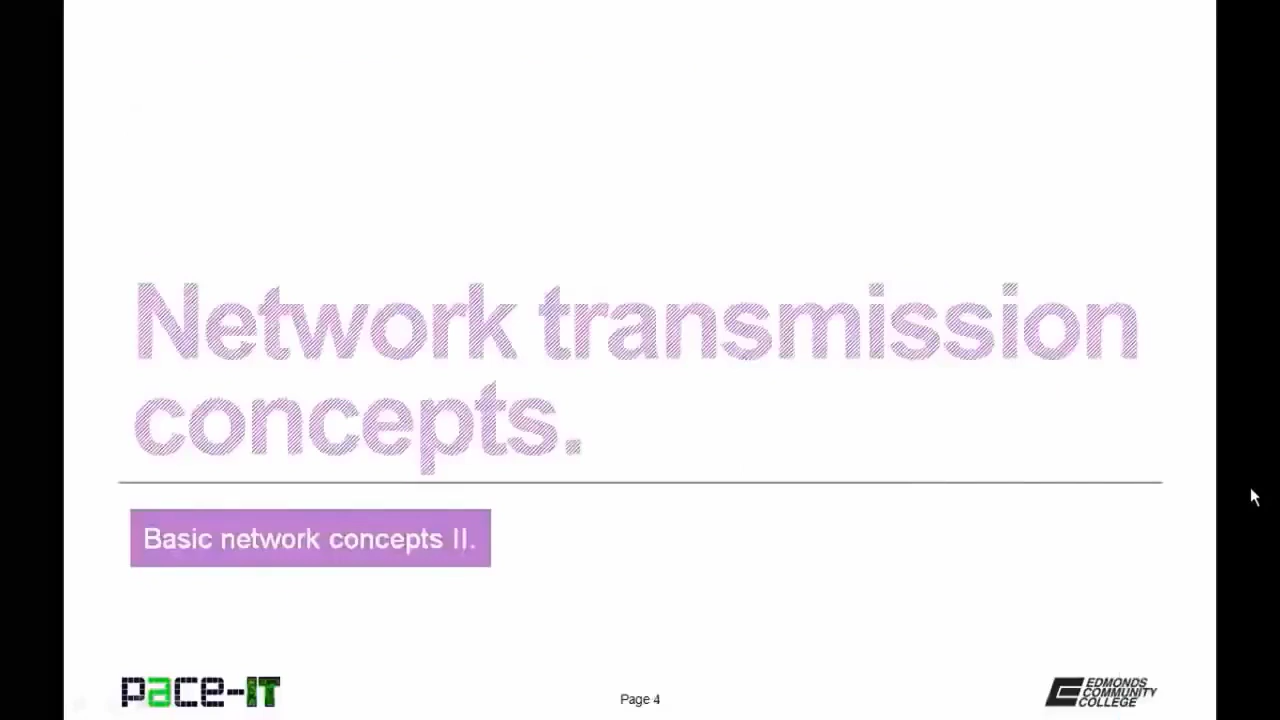 Network transmission
concepts.
Basic network concepts II.
pace-IT
Page 4
EDMONDS
COMMUNITY
COLLEGE